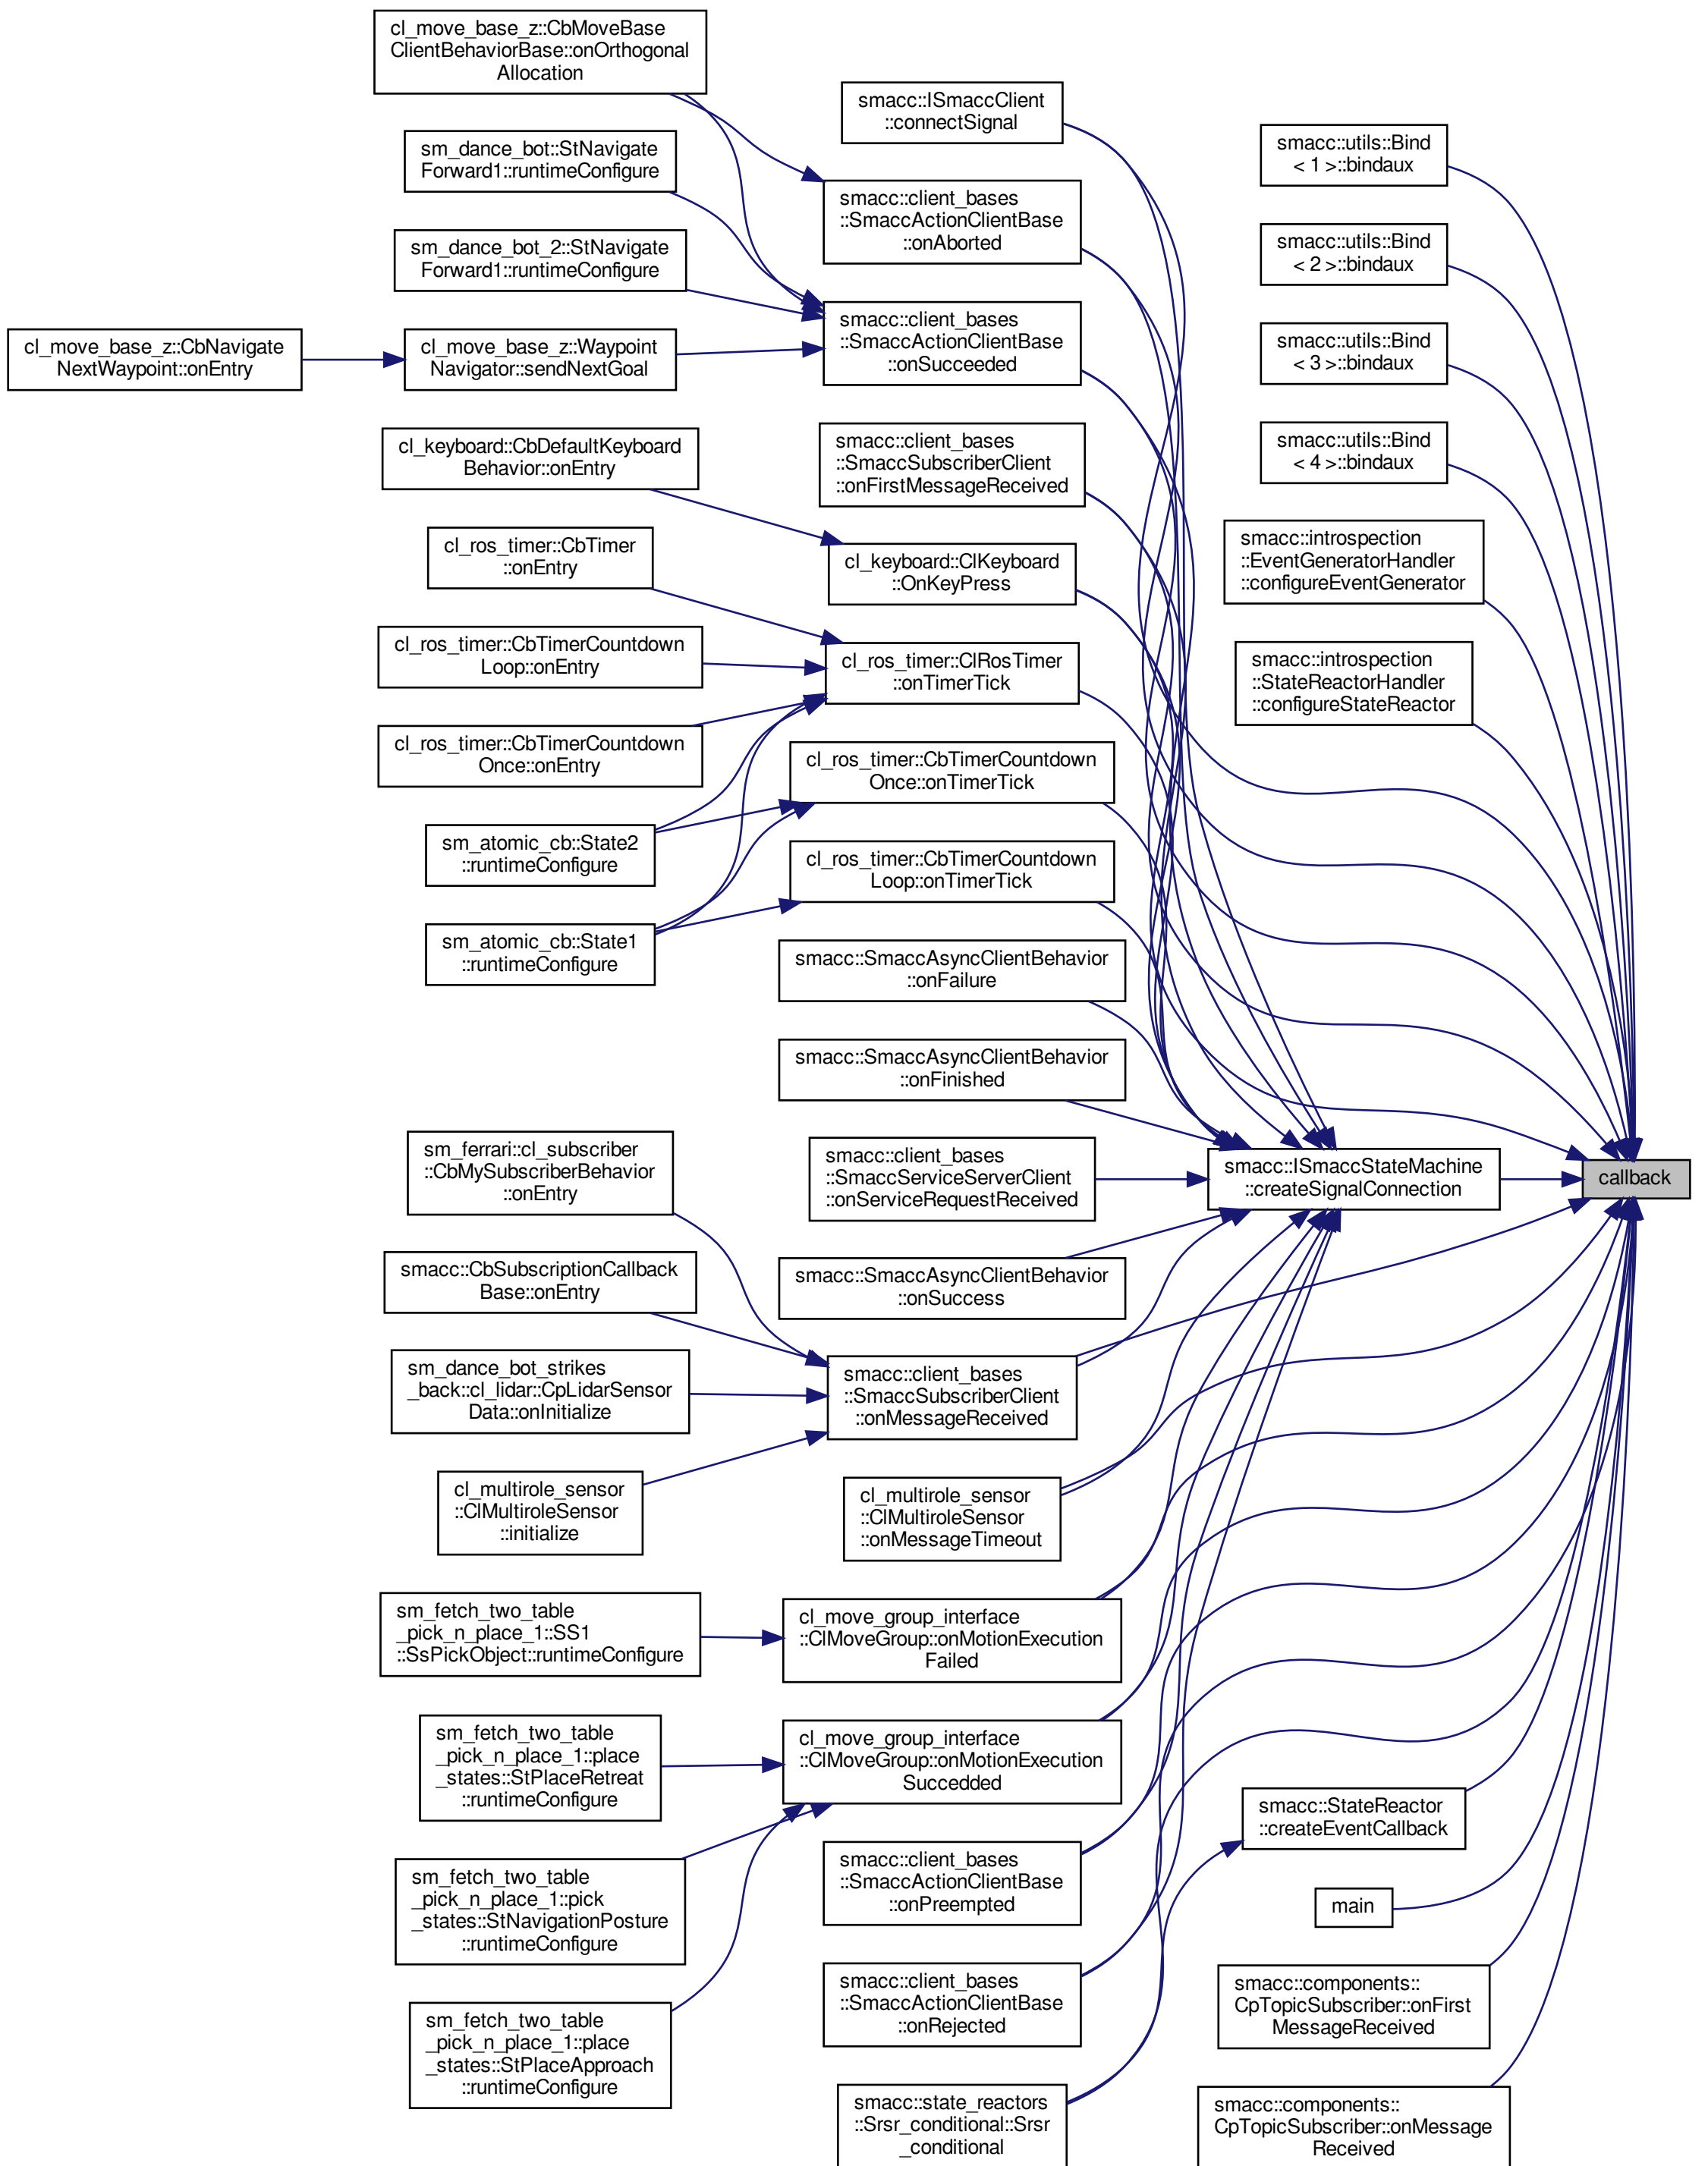 cl_move_base_z::CbMoveBase
ClientBehaviorBase::onOrthogonal
Allocation
sm_dance_bot::StNavigate
Forward1::runtimeConfigure
sm_dance_bot_2::StNavigate
Forward1::runtimeConfigure
cl_move_base_z::CbNavigate
NextWaypoint::onEntry
cl_move_base_z::Waypoint
Navigator::sendNextGoal
cl_keyboard::CbDefaultKeyboard
Behavior::onEntry
cl_ros_timer::CbTimer
::onEntry
cl_ros_timer::CbTimerCountdown
Loop::onEntry
cl_ros_timer::CbTimerCountdown
Once::onEntry
sm_atomic_cb::State2
::runtimeConfigure
sm_atomic_cb::State1
::runtimeConfigure
sm_ferrari::cl_subscriber
::CbMySubscriberBehavior
::onEntry
smacc::CbSubscriptionCallback
Base::onEntry
sm_dance_bot_strikes
_back::cl_lidar::CpLidarSensor
Data::onInitialize
cl_multirole_sensor
::ClMultiroleSensor
::initialize
sm_fetch_two_table
_pick_n_place_1::SS1
::SsPickObject::runtimeConfigure
sm_fetch_two_table
_pick_n_place_1::place
_states::StPlaceRetreat
::runtimeConfigure
sm_fetch_two_table
_pick_n_place_1::pick
_states::StNavigationPosture
::runtimeConfigure
sm_fetch_two_table
_pick_n_place_1::place
_states::StPlaceApproach
::runtimeConfigure
smacc::ISmaccClient
::connectSignal
smacc::client_bases
::SmaccActionClientBase
::onAborted
smacc::client_bases
::SmaccActionClientBase
::onSucceeded
smacc::client_bases
::SmaccSubscriberClient
::onFirstMessageReceived
cl_keyboard::ClKeyboard
::OnKeyPress
cl_ros_timer::ClRosTimer
::onTimerTick
cl_ros_timer::CbTimerCountdown
Once::onTimerTick
cl_ros_timer::CbTimerCountdown
Loop::onTimerTick
smacc::SmaccAsyncClientBehavior
::onFailure
smacc::SmaccAsyncClientBehavior
::onFinished
smacc::client_bases
::SmaccServiceServerClient
::onServiceRequestReceived
smacc::SmaccAsyncClientBehavior
::onSuccess
smacc::client_bases
::SmaccSubscriberClient
::onMessageReceived
cl_multirole_sensor
::ClMultiroleSensor
::onMessageTimeout
cl_move_group_interface
::ClMoveGroup::onMotionExecution
Failed
cl_move_group_interface
::ClMoveGroup::onMotionExecution
Succedded
smacc::client_bases
::SmaccActionClientBase
::onPreempted
smacc::client_bases
::SmaccActionClientBase
::onRejected
smacc::state_reactors
::Srsr_conditional::Srsr
_conditional
smacc::utils::Bind
< 1 >::bindaux
smacc::utils::Bind
< 2 >::bindaux
smacc::utils::Bind
< 3 >::bindaux
smacc::utils::Bind
< 4 >::bindaux
smacc::introspection
::EventGeneratorHandler
::configureEventGenerator
smacc::introspection
::StateReactorHandler
::configureStateReactor
smacc::ISmaccStateMachine
::createSignalConnection
callback
smacc::StateReactor
::createEventCallback
main
smacc::components::
CpTopicSubscriber::onFirst
MessageReceived
smacc::components::
CpTopicSubscriber::onMessage
Received